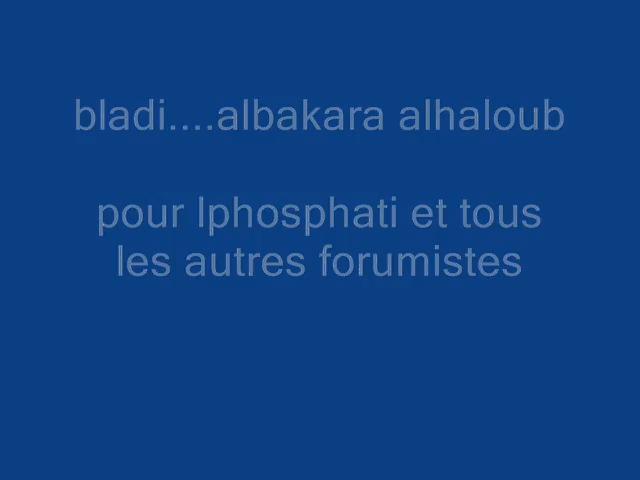 bladi....albakara alhaloub
pour lphosphati et tous
les autres forumistes